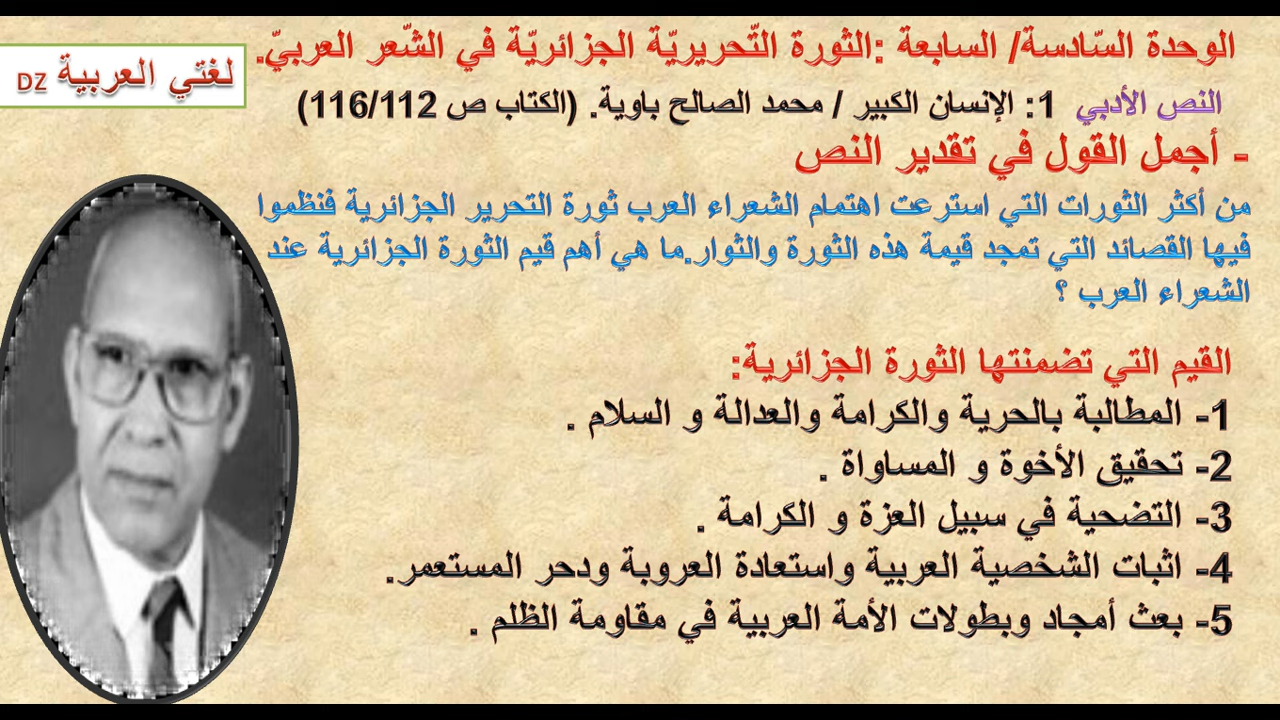 الوحدة السّادسة/ السابعة :الثورة التّحريريّة الجزائريّة في الشّعر العربيّ.
لغتي العربية DZ
النص الأدبي 1: الإنسان الكبير / محمد الصالح باوية. (الكتاب ص 116/112)
- أجمل القول في تقدير النص
من أكثر الثورات التي استرعت اهتمام الشعراء العرب ثورة التحرير الجزائرية فنظموا
فيها القصائد التي تمجد قيمة هذه الثورة والثوار.ما هي أهم قيم الثورة الجزائرية عند
الشعراء العرب ؟
القيم التي تضمنتها الثورة الجزائرية:
1- المطالبة بالحرية والكرامة والعدالة و السلام .
2- تحقيق الأخوة و المساواة .
3- التضحية في سبيل العزة و الكرامة .
4- اثبات الشخصية العربية واستعادة العروبة ودحر المستعمر.
5- بعث أمجاد وبطولات الأمة العربية في مقاومة الظلم .